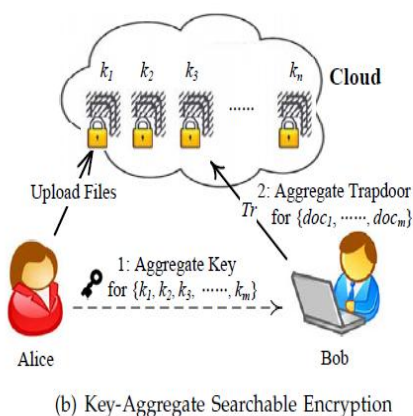 k1 k2 k3 kn
Cloud
......
Upload Files
2: Aggregate Trapdoor
Tr for {doc1, ......, docm}
1: Aggregate Key
for {k1, k2, k3, ......, km}
Alice
Bob
(b) Key-Aggregate Searchable Encryption